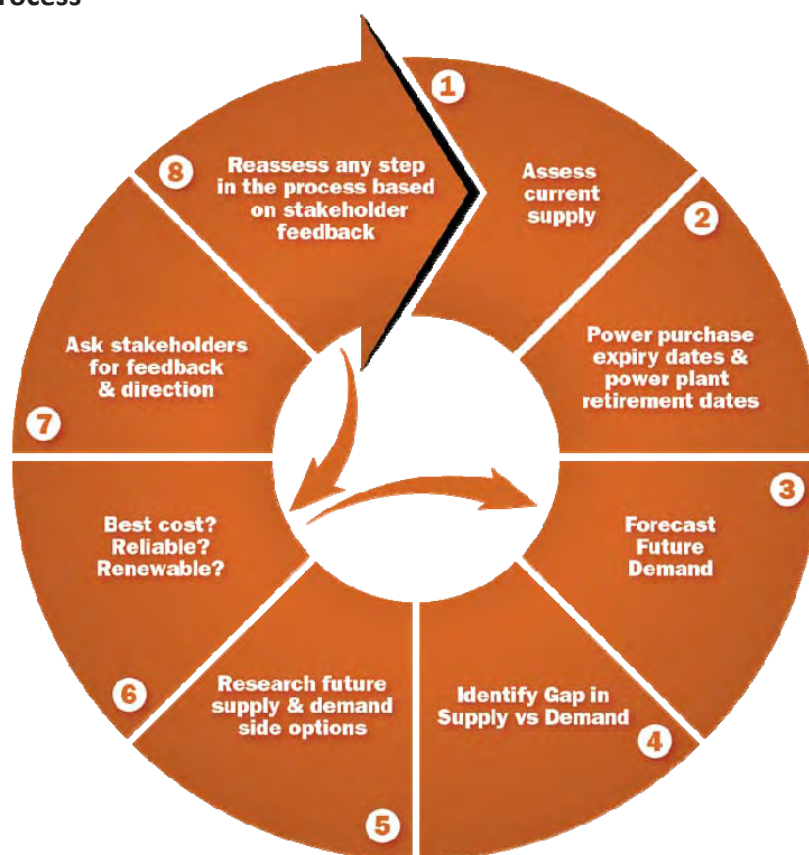 rocess
1
Assess
current
supply
2
Power purchase
expiry dates &
power plant
retirement dates
3
Forecast
Future
Demand
4
Identify Gap in
Supply vs Demand
5
Research future
supply & demand
side options
6
Best cost?
Reliable?
Renewable?
7
Ask stakeholders
for feedback
& direction
8
Reassess any step
in the process based
on stakeholder
feedback